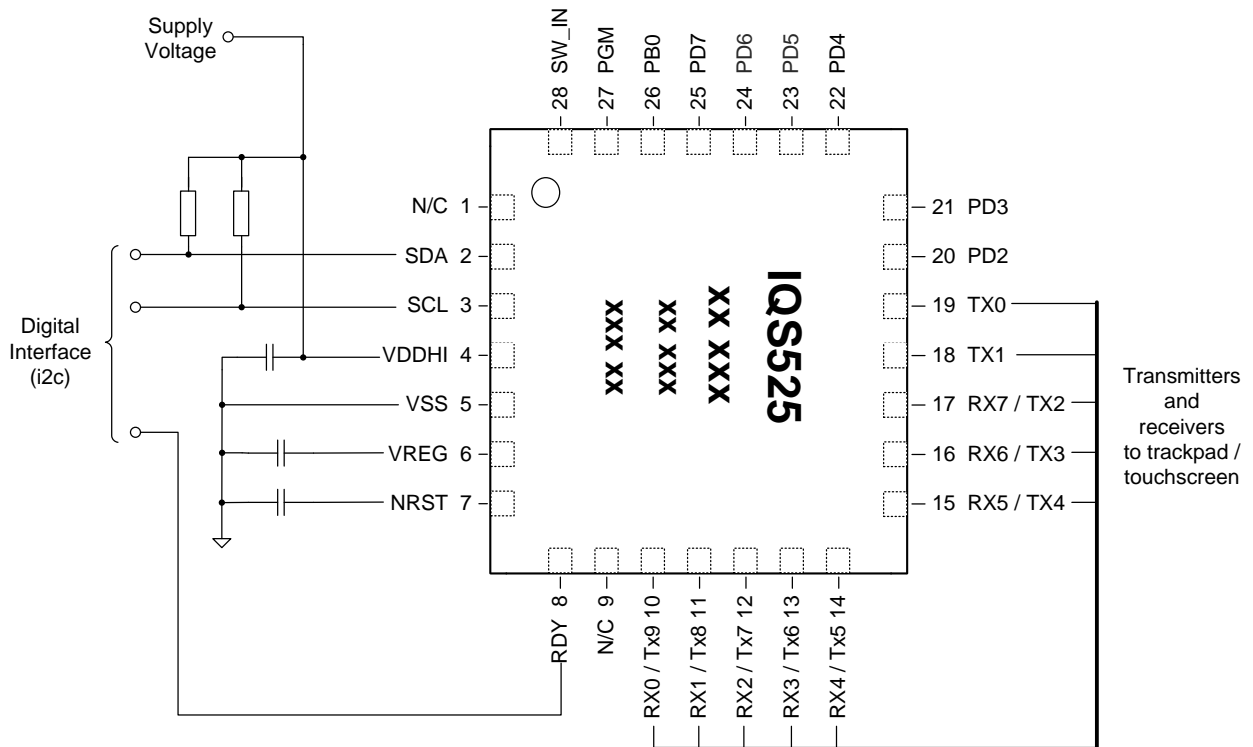 Supply
Voltage
28 SW_IN
27 PGM
26 PB0
25 PD7
24 PD6
23 PD5
22 PD4
N/C 1
SDA 2
SCL 3
VDDHI 4
VSS 5
VREG 6
NRST 7
Digital
Interface
(i2c)
IQS525
xx xxx
xxx xx
xx xxx
21 PD3
20 PD2
19 TX0
18 TX1
17 RX7 / TX2
16 RX6 / TX3
15 RX5 / TX4
Transmitters
and
receivers
to trackpad /
touchscreen
RDY 8
N/C 9
RX0 / Tx9 10
RX1 / Tx8 11
RX2 / Tx7 12
RX3 / Tx6 13
RX4 / Tx5 14